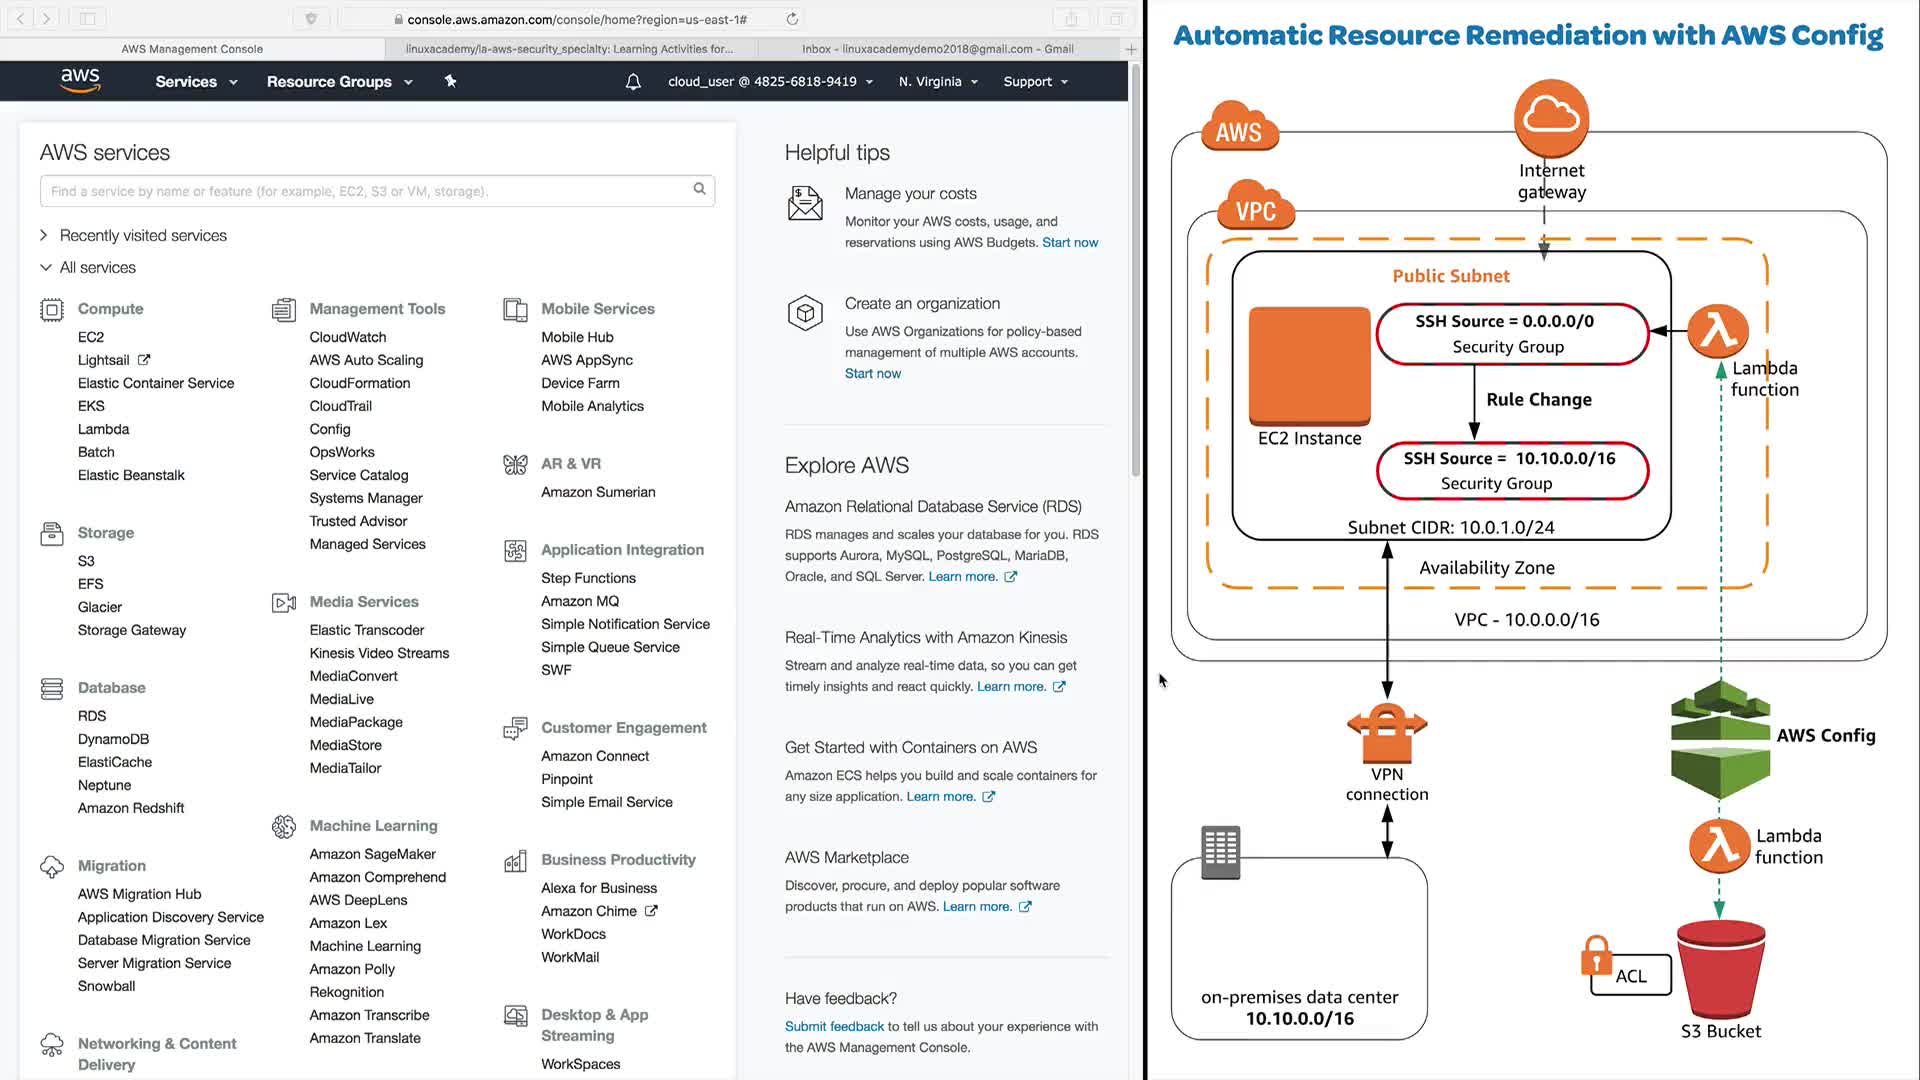 console.aws.amazon.com/console/home?region=us-east-1#
AWS Management Console
linuxacademy/la-aws-security_specialty: Learning Activities for...
Inbox - linuxacademydemo2018@gmail.com - Gmail
aws
Services
Resource Groups
cloud_user @ 4825-6818-9419
N. Virginia
Support
AWS services
Find a service by name or feature (for example, EC2, S3 or VM, storage).
Recently visited services
All services
Compute
EC2
Lightsail
Elastic Container Service
EKS
Lambda
Batch
Elastic Beanstalk
Storage
S3
EFS
Glacier
Storage Gateway
Database
RDS
DynamoDB
ElastiCache
Neptune
Amazon Redshift
Migration
AWS Migration Hub
Application Discovery Service
Database Migration Service
Server Migration Service
Snowball
Networking & Content
Delivery
Management Tools
CloudWatch
AWS Auto Scaling
CloudFormation
CloudTrail
Config
OpsWorks
Service Catalog
Systems Manager
Trusted Advisor
Managed Services
Media Services
Elastic Transcoder
Kinesis Video Streams
MediaConvert
MediaLive
MediaPackage
MediaStore
MediaTailor
Machine Learning
Amazon SageMaker
Amazon Comprehend
AWS DeepLens
Amazon Lex
Machine Learning
Amazon Polly
Rekognition
Amazon Transcribe
Amazon Translate
Mobile Services
Mobile Hub
AWS AppSync
Device Farm
Mobile Analytics
AR & VR
Amazon Sumerian
Application Integration
Step Functions
Amazon MQ
Simple Notification Service
Simple Queue Service
SWF
Customer Engagement
Amazon Connect
Pinpoint
Simple Email Service
Business Productivity
Alexa for Business
Amazon Chime
WorkDocs
WorkMail
Desktop & App
Streaming
WorkSpaces
Helpful tips
Manage your costs
Monitor your AWS costs, usage, and
reservations using AWS Budgets. Start now
Create an organization
Use AWS Organizations for policy-based
management of multiple AWS accounts.
Start now
Explore AWS
Amazon Relational Database Service (RDS)
RDS manages and scales your database for you. RDS
supports Aurora, MySQL, PostgreSQL, MariaDB,
Oracle, and SQL Server. Learn more.
Real-Time Analytics with Amazon Kinesis
Stream and analyze real-time data, so you can get
timely insights and react quickly. Learn more.
Get Started with Containers on AWS
Amazon ECS helps you build and scale containers for
any size application. Learn more.
AWS Marketplace
Discover, procure, and deploy popular software
products that run on AWS. Learn more.
Have feedback?
Submit feedback to tell us about your experience with
the AWS Management Console.
Automatic Resource Remediation with AWS Config
AWS
Internet
gateway
VPC
Public Subnet
SSH Source = 0.0.0.0/0
Security Group
Lambda
function
Rule Change
EC2 Instance
SSH Source = 10.10.0.0/16
Security Group
Subnet CIDR: 10.0.1.0/24
Availability Zone
VPC - 10.0.0.0/16
AWS Config
VPN
connection
Lambda
function
ACL
on-premises data center
10.10.0.0/16
S3 Bucket